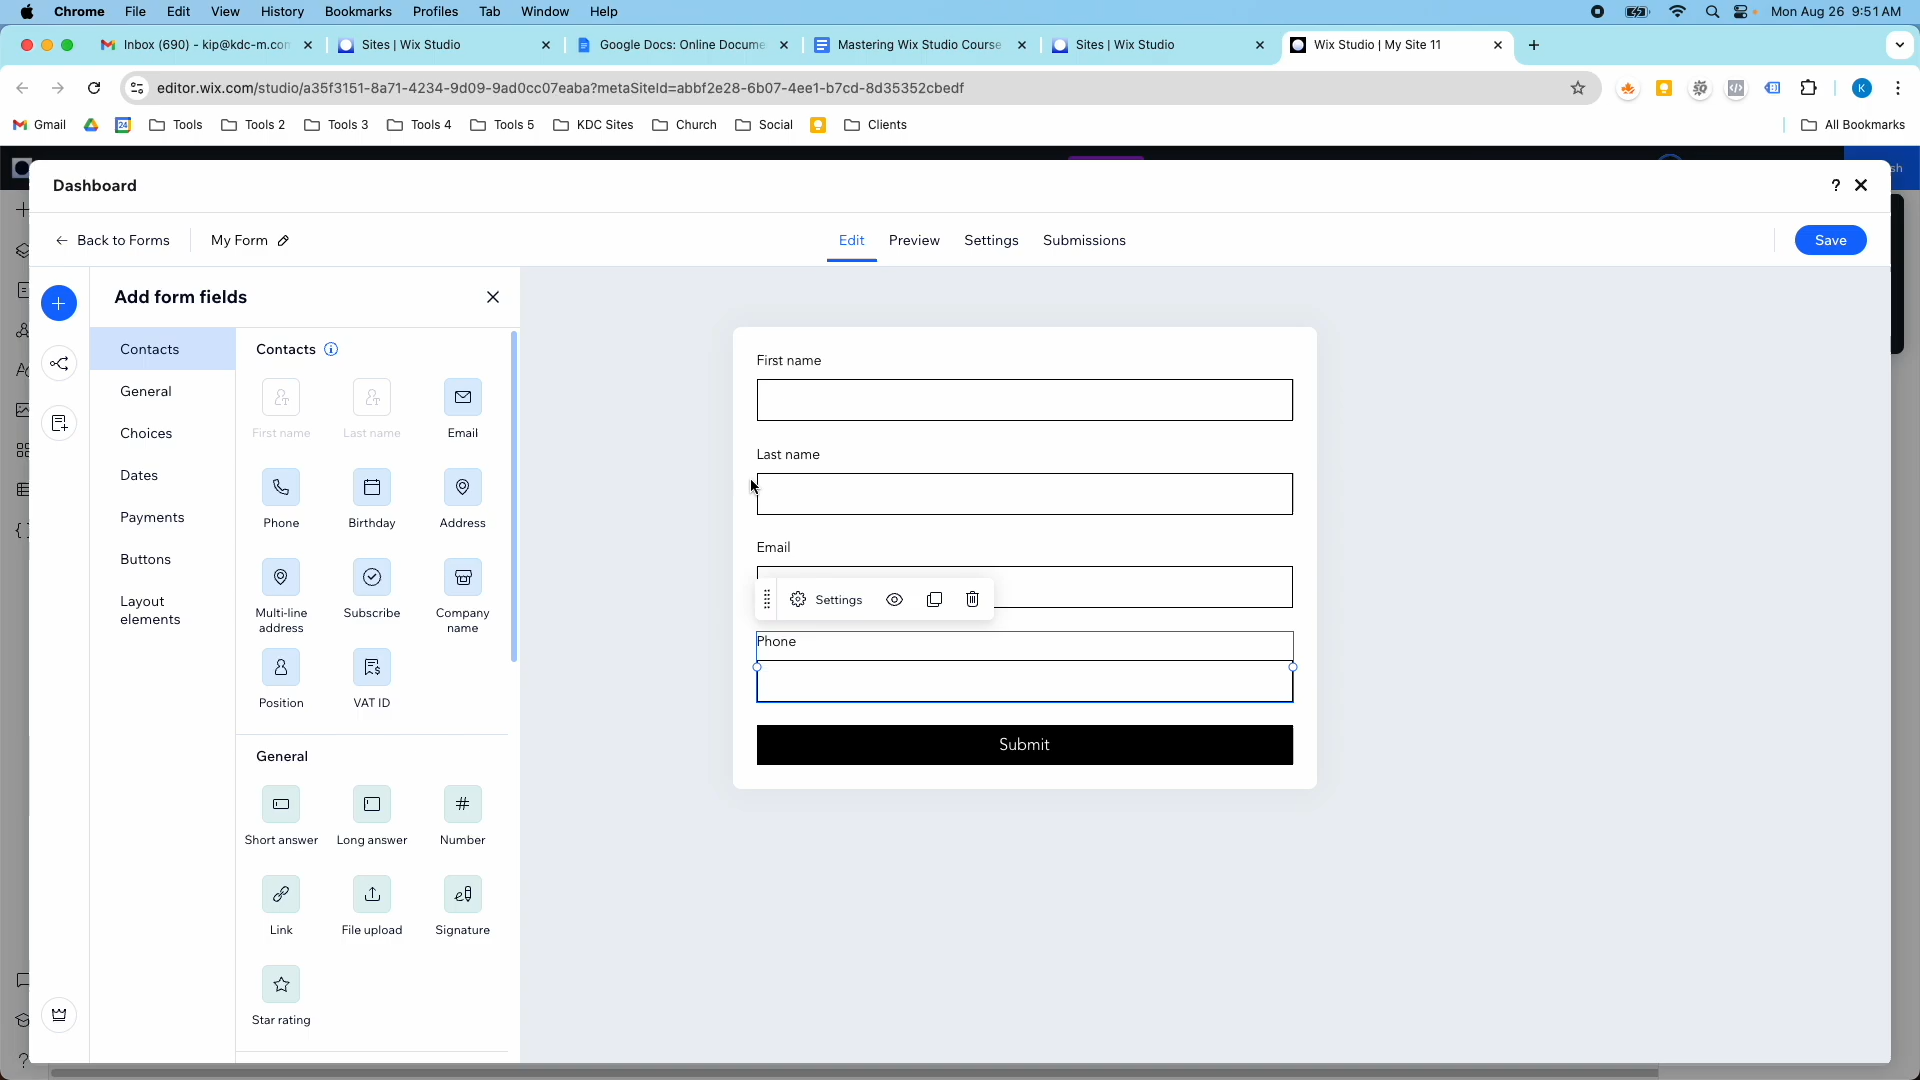 Chrome File Edit View History Bookmarks Profiles Tab Window Help Mon Aug 26 9:51 AM
Inbox (690) - kip@kdc-m.con Sites | Wix Studio Google Docs: Online Docume Mastering Wix Studio Course Sites | Wix Studio Wix Studio | My Site 11
editor.wix.com/studio/a35f3151-8a71-4234-9d09-9ad0cc07eaba?metaSiteId=abbf2e28-6b07-4ee1-b7cd-8d35352cbedf K
Gmail 24 Tools Tools 2 Tools 3 Tools 4 Tools 5 KDC Sites Church Social Clients All Bookmarks
Dashboard ?
Back to Forms My Form Edit Preview Settings Submissions Save
Add form fields
Contacts
General
Choices
Dates
Payments
Buttons
Layout
elements
Contacts
First name Last name Email
Phone Birthday Address
Multi-line
address
Subscribe
Company
name
Position VAT ID
General
Short answer Long answer Number
Link File upload Signature
Star rating
First name
Last name
Email
Settings
Phone
Submit